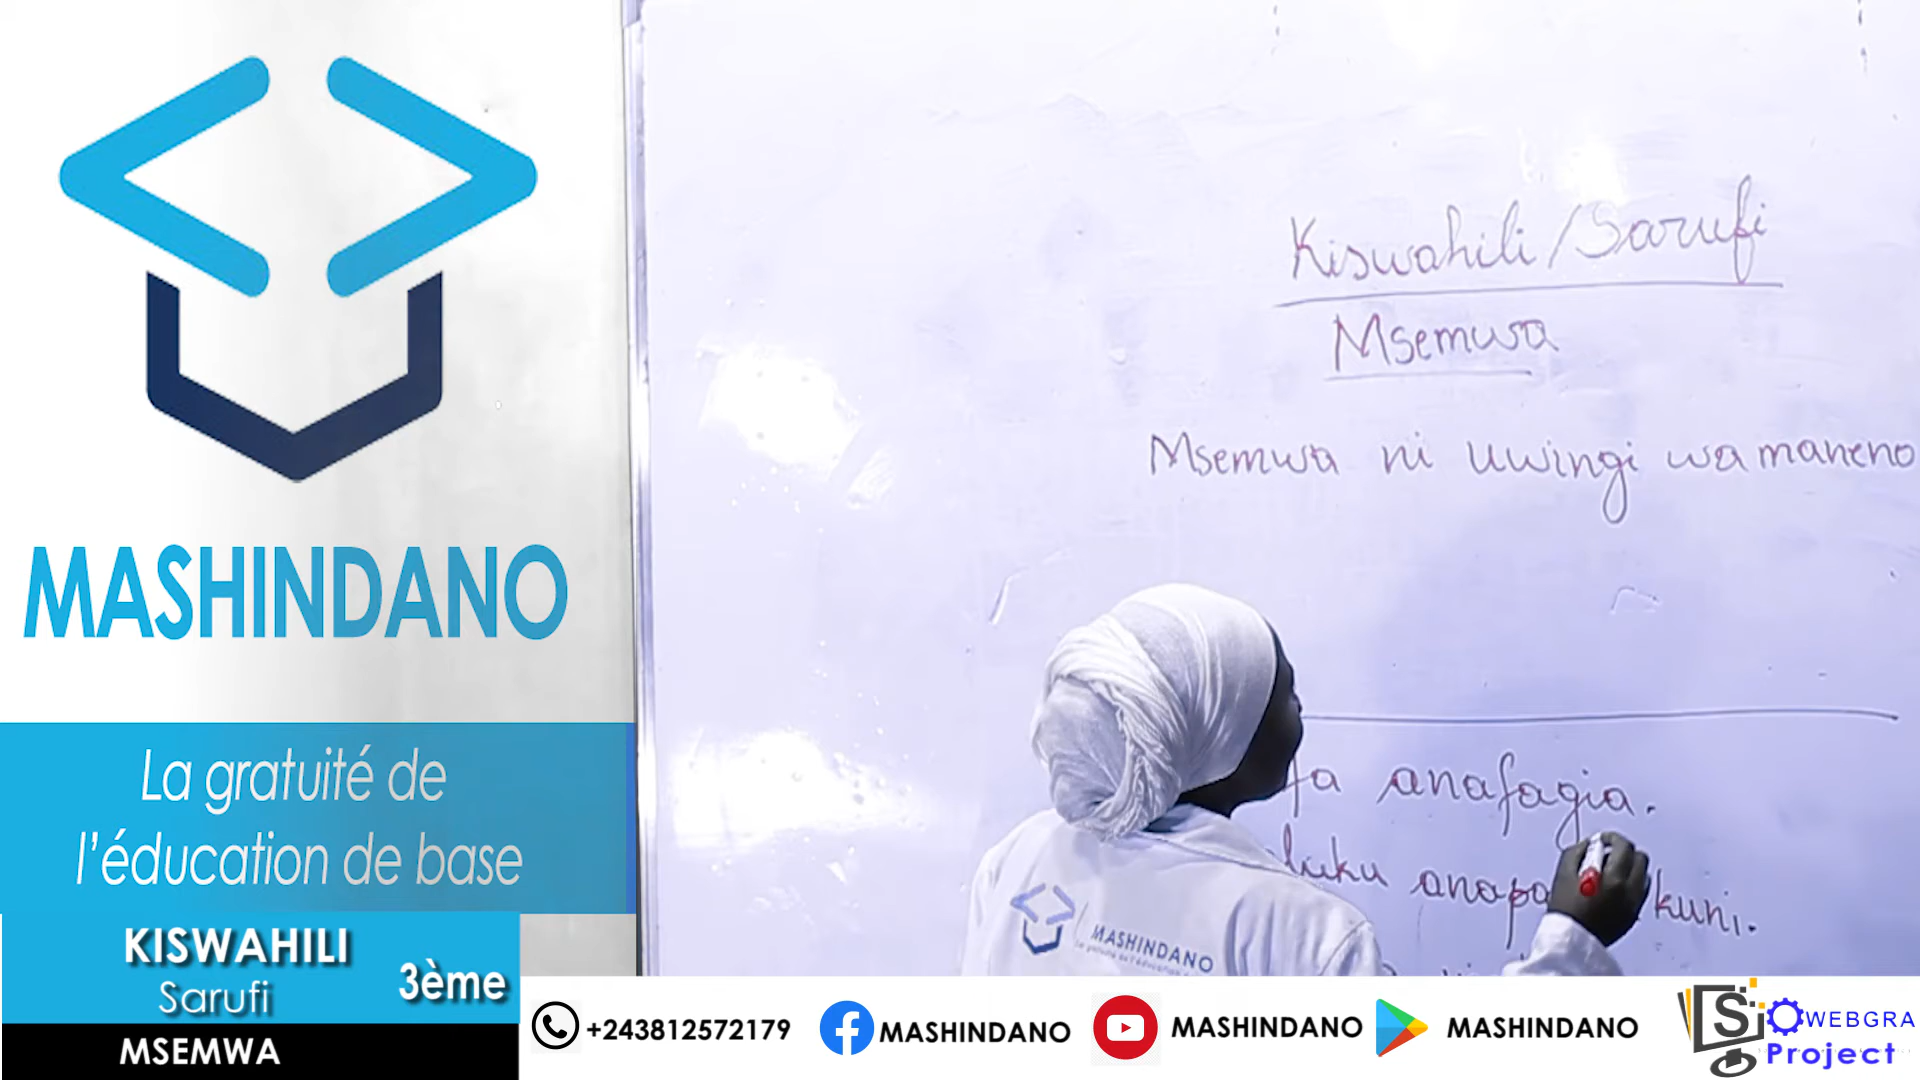 MASHINDANO
La gratuité de
l'éducation de base
KISWAHILI
Sarufi
3ème
MSEMWA
Kiswahili/Sarufi
Msemwa
Msemwa ni uwingi wa maneno
anafagia.
kuni.
MASHINDANO
+243812572179
MASHINDANO
MASHINDANO
MASHINDANO
WEBGRA
Project